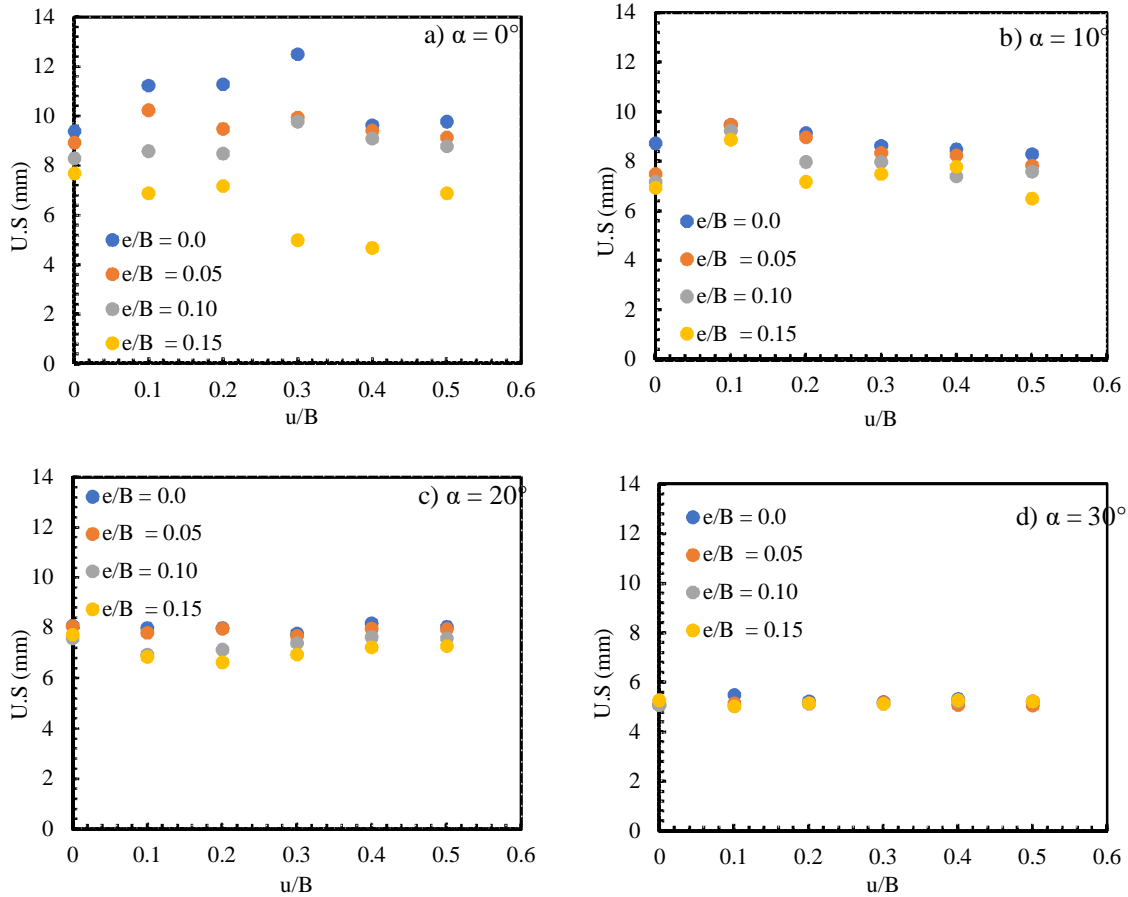 a) α = 0°
U.S (mm)
14
12
10
8
6
4
2
0
e/B = 0.0
e/B = 0.05
e/B = 0.10
e/B = 0.15
0 0.1 0.2 0.3 0.4 0.5 0.6
u/B
b) α = 10°
U.S (mm)
14
12
10
8
6
4
2
0
e/B = 0.0
e/B = 0.05
e/B = 0.10
e/B = 0.15
0 0.1 0.2 0.3 0.4 0.5 0.6
u/B
c) α = 20°
U.S (mm)
14
12
10
8
6
4
2
0
e/B = 0.0
e/B = 0.05
e/B = 0.10
e/B = 0.15
0 0.1 0.2 0.3 0.4 0.5 0.6
u/B
d) α = 30°
U.S (mm)
14
12
10
8
6
4
2
0
e/B = 0.0
e/B = 0.05
e/B = 0.10
e/B = 0.15
0 0.1 0.2 0.3 0.4 0.5 0.6
u/B